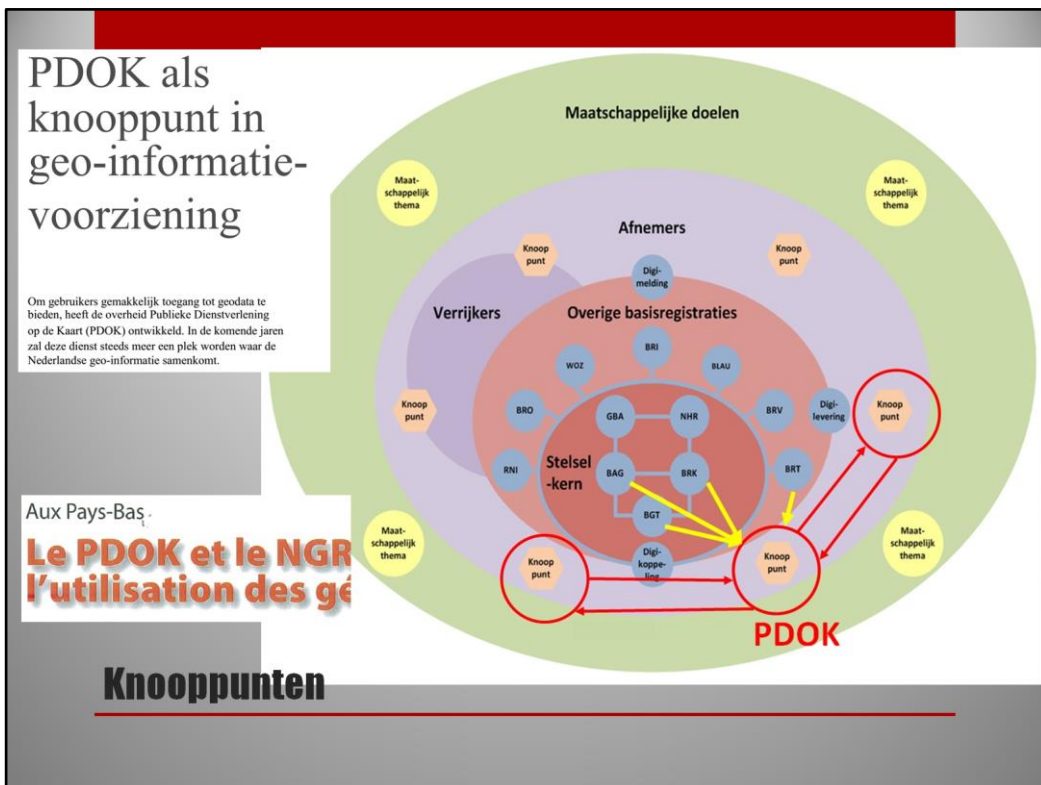 PDOK als
knooppunt in
geo-informatie-
voorziening
Om gebruikers gemakkelijk toegang tot geodata te
bieden, heeft de overheid Publieke Dienstverlening
op de Kaart (PDOK) ontwikkeld. In de komende jaren
zal deze dienst steeds meer een plek worden waar de
Nederlandse geo-informatie samenkomt.
Aux Pays-Bas
Le PDOK et le NGR
l'utilisation des gé
Knooppunten
Maatschappelijke doelen
Maat-
schappelijk
thema
Maat-
schappelijk
thema
Afnemers
Knoop
punt
Knoop
punt
Digi-
melding
Verrijkers
Overige basisregistraties
BRI
WOZ
BLAU
Knoop
punt
BRO
GBA
NHR
BRV
Digi-
levering
Knoop
punt
RNI
Stelsel
-kern
BAG
BRK
BRT
BGT
Maat-
schappelijk
thema
Knoop
punt
Digi-
koppe-
ling
Knoop
punt
Maat-
schappelijk
thema
PDOK